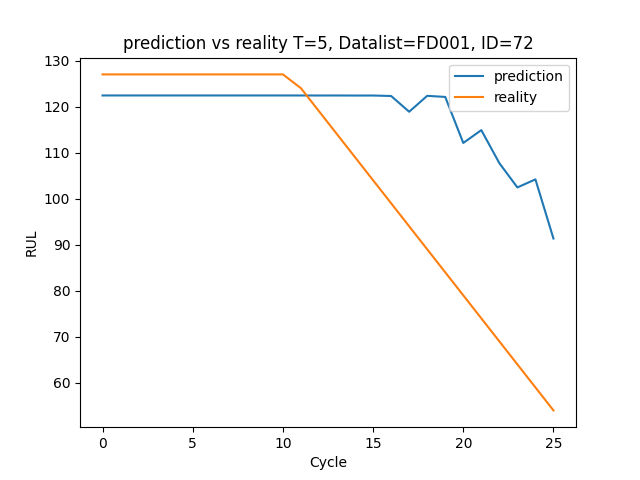 prediction vs reality T=5, Datalist=FD001, ID=72
prediction
reality
130
120
110
100
90
80
70
60
RUL
0
5
10
15
20
25
Cycle